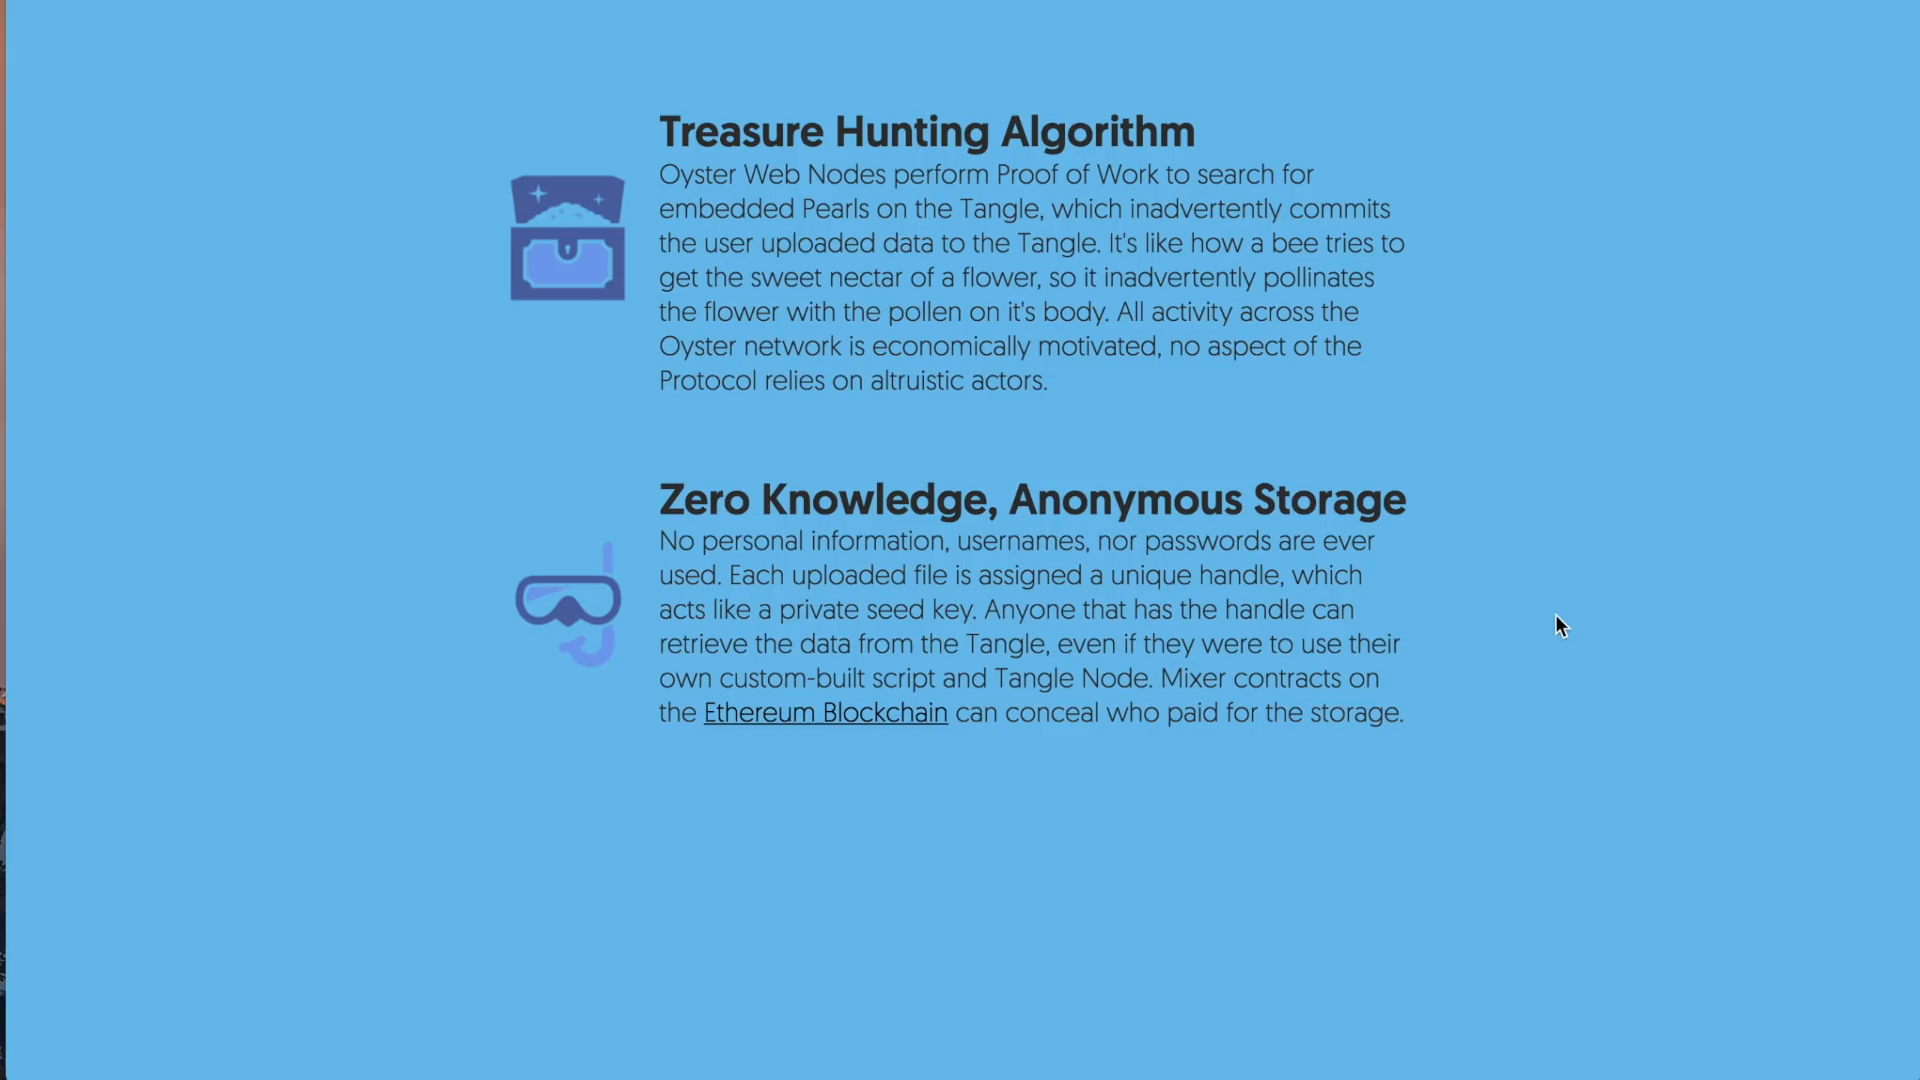 Treasure Hunting Algorithm
Oyster Web Nodes perform Proof of Work to search for
embedded Pearls on the Tangle, which inadvertently commits
the user uploaded data to the Tangle. It's like how a bee tries to
get the sweet nectar of a flower, so it inadvertently pollinates
the flower with the pollen on it's body. All activity across the
Oyster network is economically motivated, no aspect of the
Protocol relies on altruistic actors.
Zero Knowledge, Anonymous Storage
No personal information, usernames, nor passwords are ever
used. Each uploaded file is assigned a unique handle, which
acts like a private seed key. Anyone that has the handle can
retrieve the data from the Tangle, even if they were to use their
own custom-built script and Tangle Node. Mixer contracts on
the Ethereum Blockchain can conceal who paid for the storage.